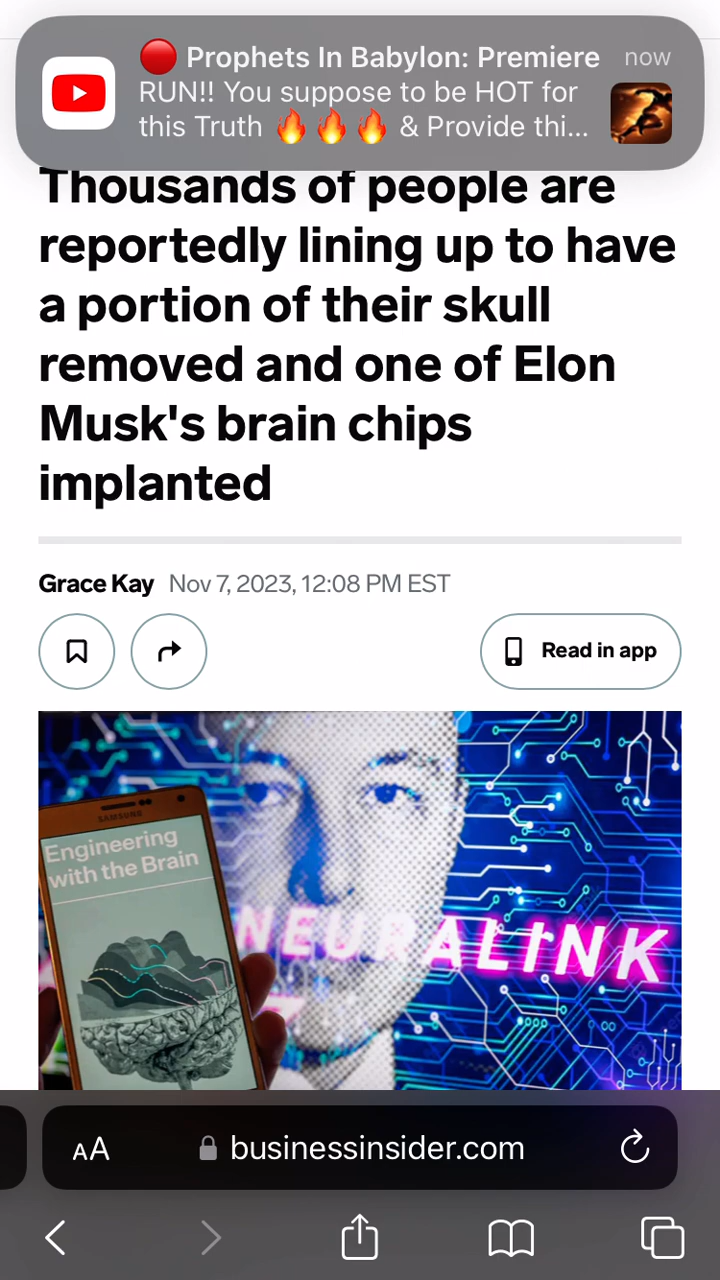 🔴 Prophets In Babylon: Premiere now
RUN!! You suppose to be HOT for
this Truth 🔥🔥🔥 & Provide thi...
Thousands of people are
reportedly lining up to have
a portion of their skull
removed and one of Elon
Musk's brain chips
implanted
Grace Kay Nov 7, 2023, 12:08 PM EST
Read in app
SAMSUNG
Engineering
with the Brain
NEURALINK
AA businessinsider.com